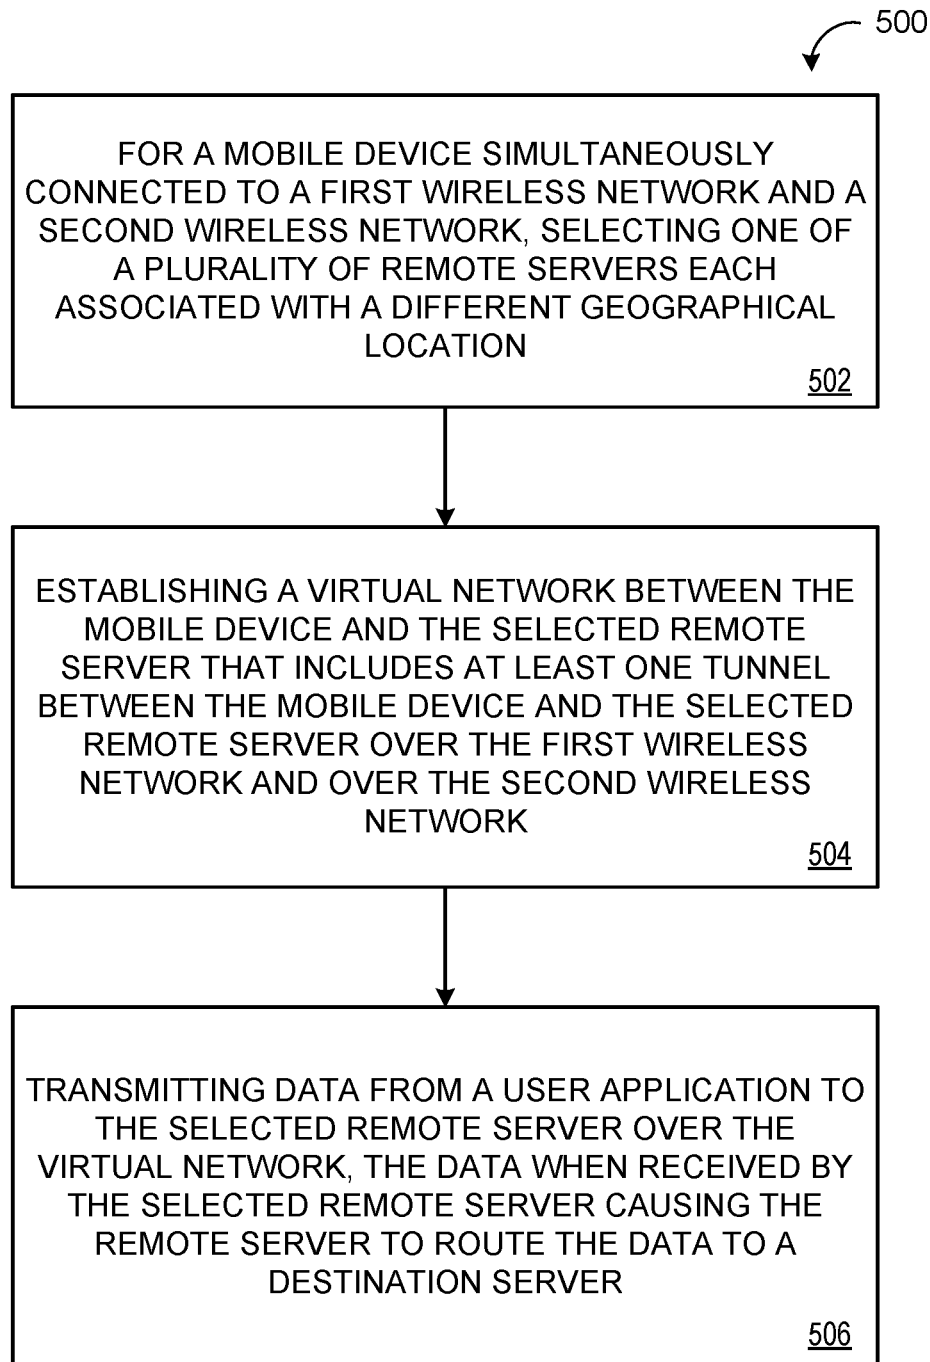 500
FOR A MOBILE DEVICE SIMULTANEOUSLY
CONNECTED TO A FIRST WIRELESS NETWORK AND A
SECOND WIRELESS NETWORK, SELECTING ONE OF
A PLURALITY OF REMOTE SERVERS EACH
ASSOCIATED WITH A DIFFERENT GEOGRAPHICAL
LOCATION
502
ESTABLISHING A VIRTUAL NETWORK BETWEEN THE
MOBILE DEVICE AND THE SELECTED REMOTE
SERVER THAT INCLUDES AT LEAST ONE TUNNEL
BETWEEN THE MOBILE DEVICE AND THE SELECTED
REMOTE SERVER OVER THE FIRST WIRELESS
NETWORK AND OVER THE SECOND WIRELESS
NETWORK
504
TRANSMITTING DATA FROM A USER APPLICATION TO
THE SELECTED REMOTE SERVER OVER THE
VIRTUAL NETWORK, THE DATA WHEN RECEIVED BY
THE SELECTED REMOTE SERVER CAUSING THE
REMOTE SERVER TO ROUTE THE DATA TO A
DESTINATION SERVER
506